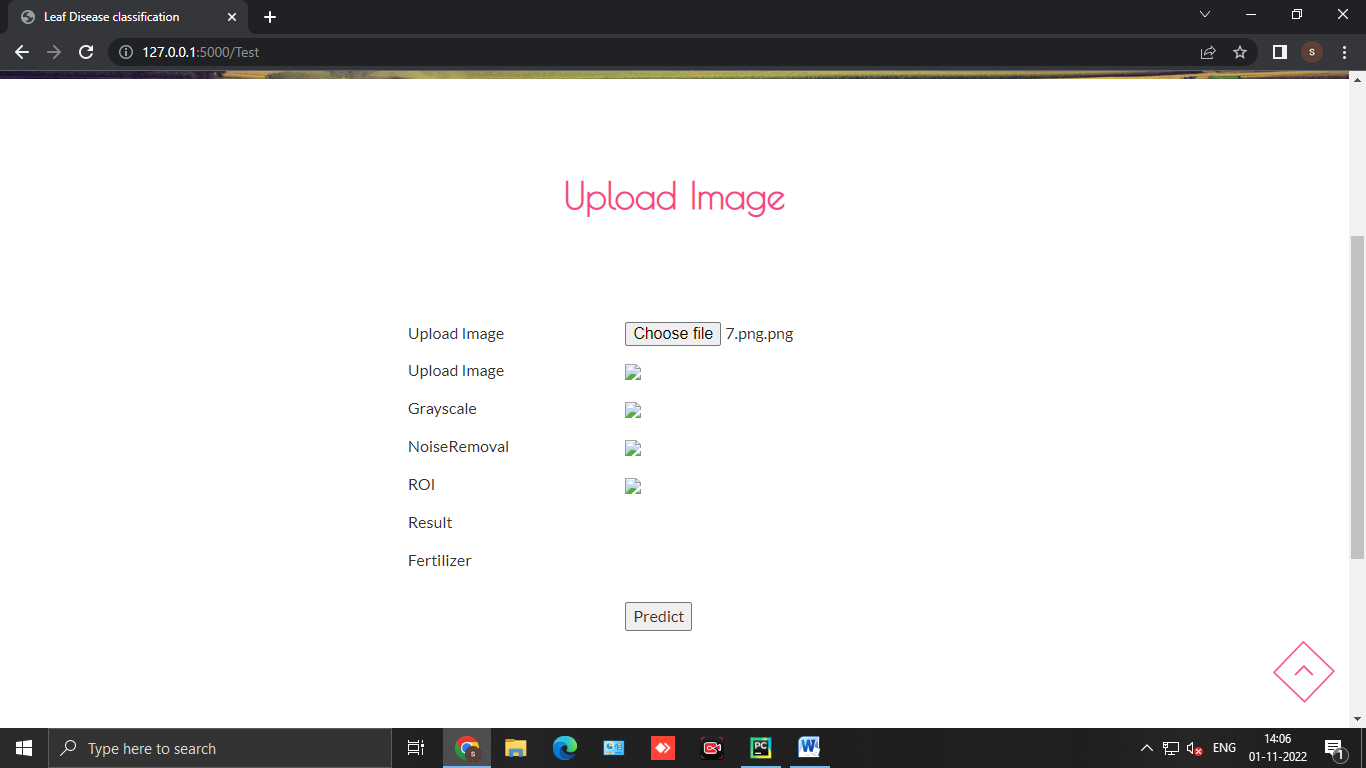 Leaf Disease classification
127.0.0.1:5000/Test
S
Upload Image
Upload Image Choose file 7.png.png
Upload Image
Grayscale
NoiseRemoval
ROI
Result
Fertilizer
Predict
Type here to search
S
PC
W
ENG
14:06
01-11-2022
1